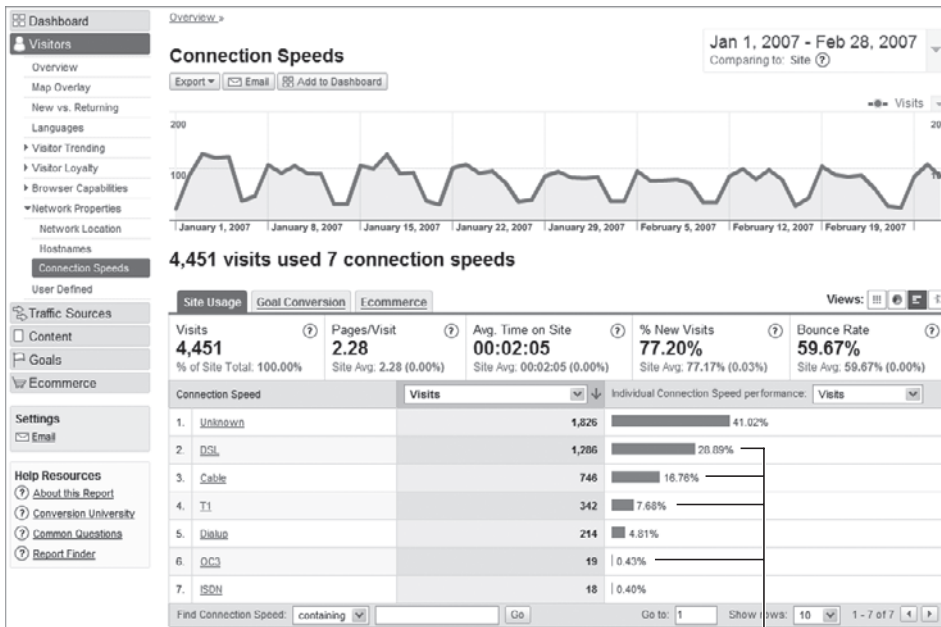 Dashboard
Visitors
Overview
Map Overlay
New vs. Returning
Languages
Visitor Trending
Visitor Loyalty
Browser Capabilities
Network Properties
Network Location
Hostnames
Connection Speeds
User Defined
Traffic Sources
Content
Goals
Ecommerce
Settings
Email
Help Resources
About this Report
Conversion University
Common Questions
Report Finder
Overview »
Connection Speeds
Jan 1, 2007 - Feb 28, 2007
Comparing to: Site
Export Email Add to Dashboard
Visits
200 20
100
January 1, 2007 January 8, 2007 January 15, 2007 January 22, 2007 January 29, 2007 February 5, 2007 February 12, 2007 February 19, 2007
4,451 visits used 7 connection speeds
Site Usage Goal Conversion Ecommerce Views:
Visits Pages/Visit Avg. Time on Site % New Visits Bounce Rate
4,451 2.28 00:02:05 77.20% 59.67%
% of Site Total: 100.00% Site Avg: 2.28 (0.00%) Site Avg: 00:02:05 (0.00%) Site Avg: 77.17% (0.03%) Site Avg: 59.67% (0.00%)
Connection Speed Visits Individual Connection Speed performance: Visits
1. Unknown 1,826 41.02%
2. DSL 1,286 28.89%
3. Cable 746 16.76%
4. T1 342 7.68%
5. Dialup 214 4.81%
6. OC3 19 0.43%
7. ISDN 18 0.40%
Find Connection Speed: containing Go Go to: 1 Show rows: 10 1 - 7 of 7